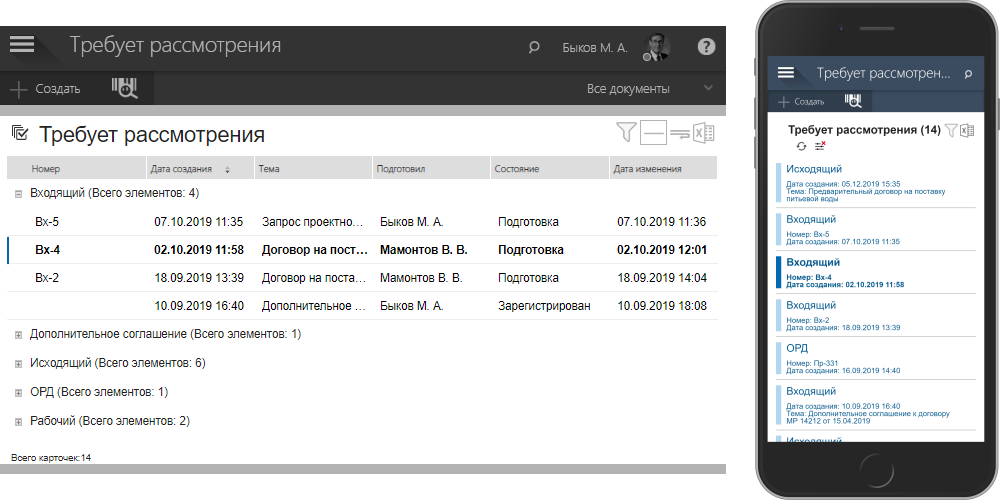 Требует рассмотрения
Быков М. А.
?
Создать
Все документы
Требует рассмотрения
Номер Дата создания Тема Подготовил Состояние Дата изменения
Входящий (Всего элементов: 4)
Вх-5 07.10.2019 11:35 Запрос проектно... Быков М. А. Подготовка 07.10.2019 11:36
Вх-4 02.10.2019 11:58 Договор на пост... Мамонтов В. В. Подготовка 02.10.2019 12:01
Вх-2 18.09.2019 13:39 Договор на поста... Мамонтов В. В. Подготовка 18.09.2019 14:04
10.09.2019 16:40 Дополнительное ... Быков М. А. Зарегистрирован 10.09.2019 18:08
Дополнительное соглашение (Всего элементов: 1)
Исходящий (Всего элементов: 6)
ОРД (Всего элементов: 1)
Рабочий (Всего элементов: 2)
Всего карточек:14
Требует рассмотрен...
Создать
Требует рассмотрения (14)
Исходящий
Дата создания: 05.12.2019 15:35
Тема: Предварительный договор на поставку
питьевой воды
Входящий
Номер: Вх-5
Дата создания: 07.10.2019 11:35
Входящий
Номер: Вх-4
Дата создания: 02.10.2019 11:58
Входящий
Номер: Вх-2
Дата создания: 18.09.2019 13:39
ОРД
Номер: Пр-331
Дата создания: 16.09.2019 14:40
Входящий
Дата создания: 10.09.2019 16:40
Тема: Дополнительное соглашение к договору
МР 14212 от 15.04.2019
Исходящий